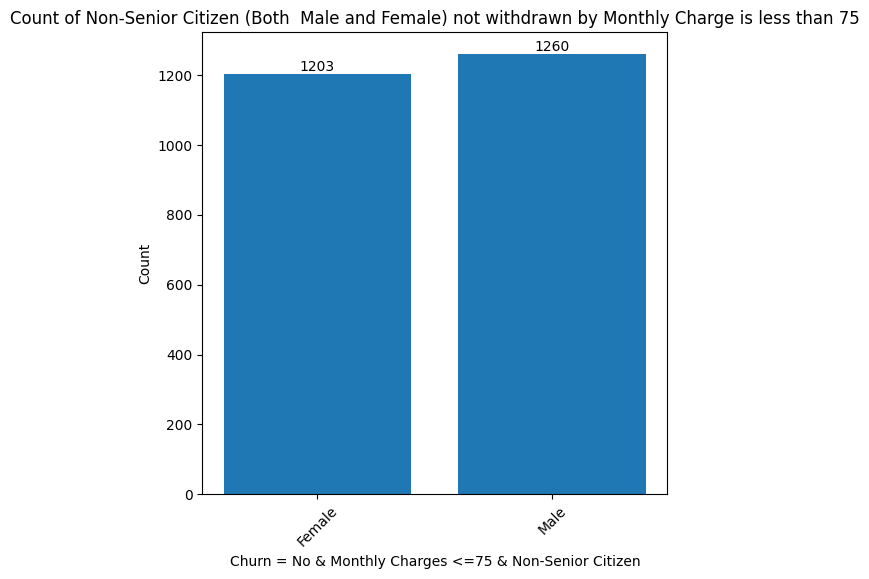 Count of Non-Senior Citizen (Both  Male and Female) not withdrawn by Monthly Charge is less than 75
1203
1260
1200
1000
800
600
400
200
0
Count
Female
Male
Churn = No & Monthly Charges <=75 & Non-Senior Citizen